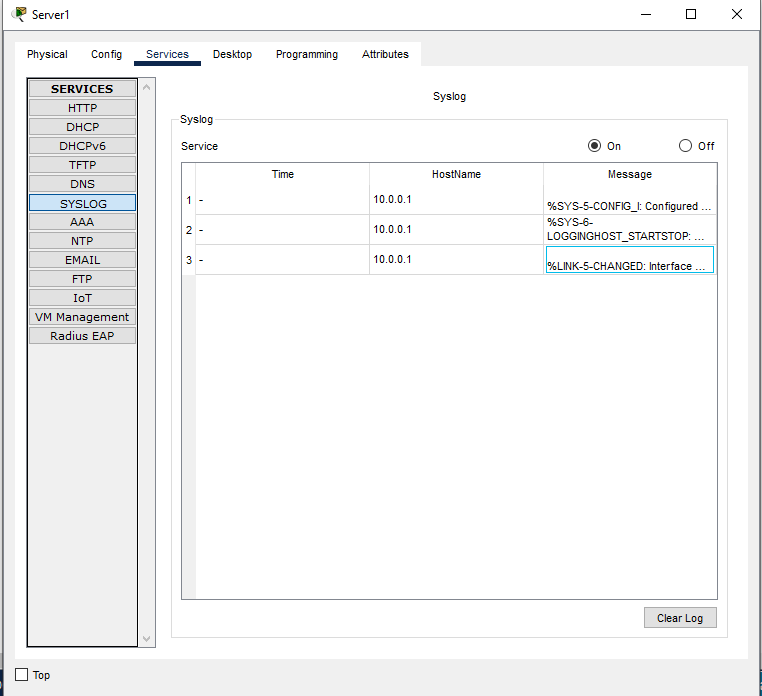 Server1
Physical Config Services Desktop Programming Attributes
SERVICES
HTTP
DHCP
DHCPv6
TFTP
DNS
SYSLOG
AAA
NTP
EMAIL
FTP
IoT
VM Management
Radius EAP
Syslog
Syslog
Service On Off
Time HostName Message
1 - 10.0.0.1 %SYS-5-CONFIG_I: Configured ...
2 - 10.0.0.1 %SYS-6-
LOGGINGHOST_STARTSTOP: ...
3 - 10.0.0.1 %LINK-5-CHANGED: Interface ...
Clear Log
Top